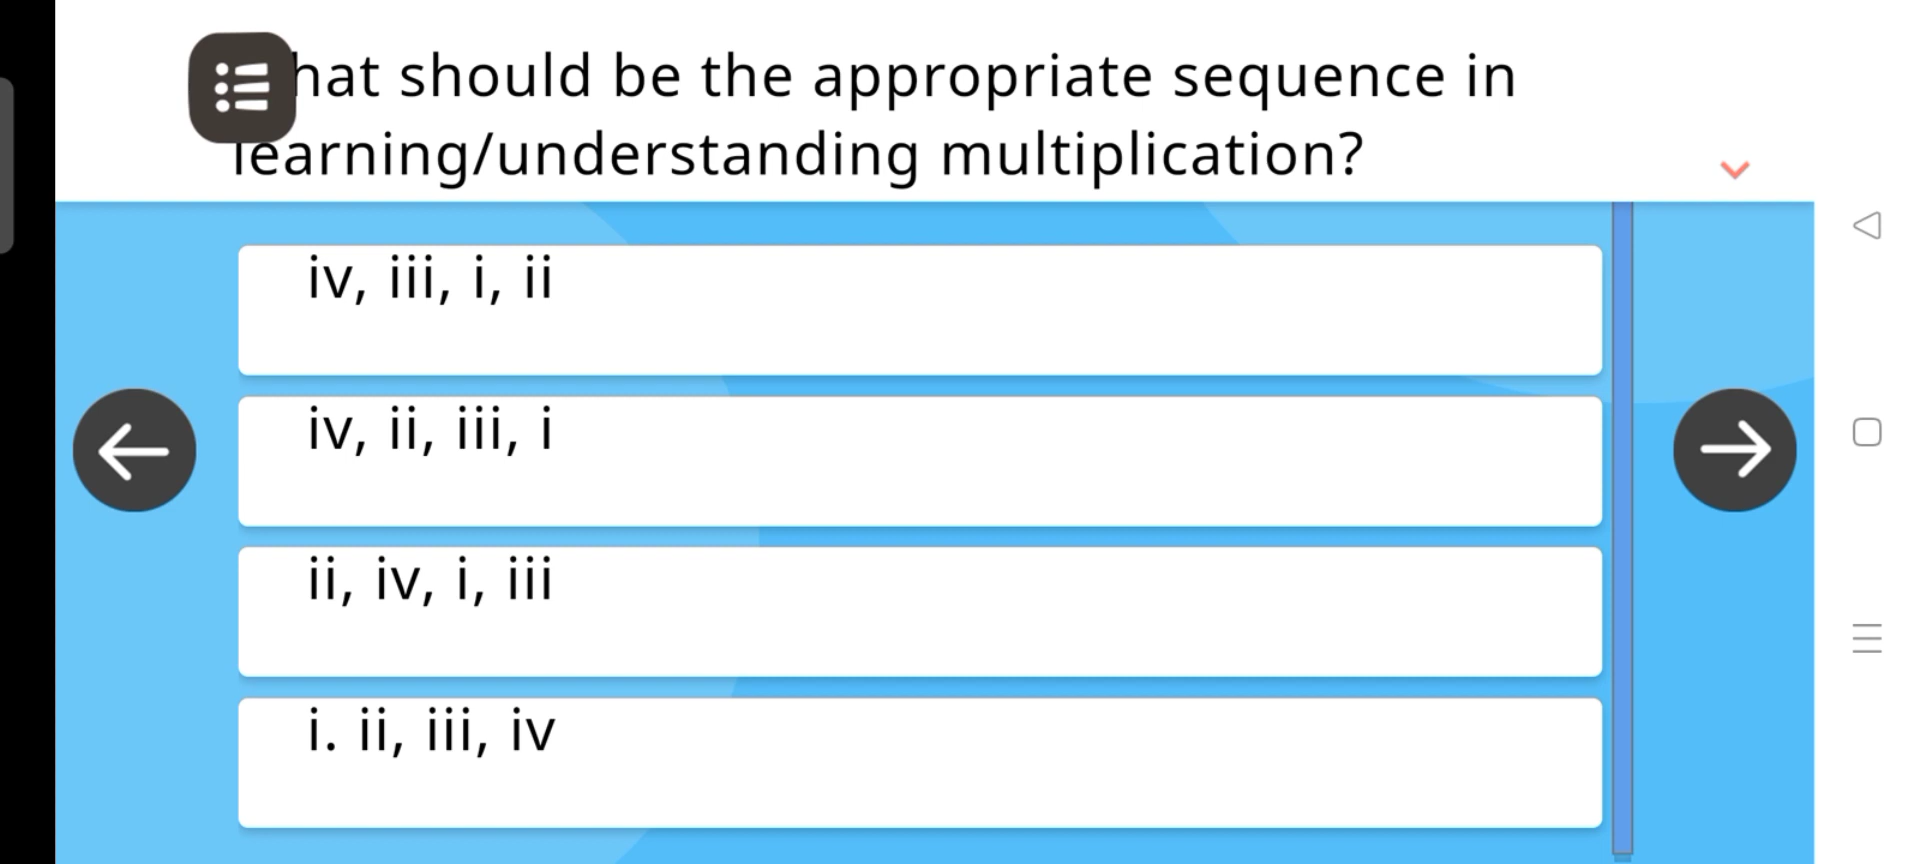 hat should be the appropriate sequence in
learning/understanding multiplication?
iv, iii, i, ii
iv, ii, iii, i
ii, iv, i, iii
i. ii, iii, iv